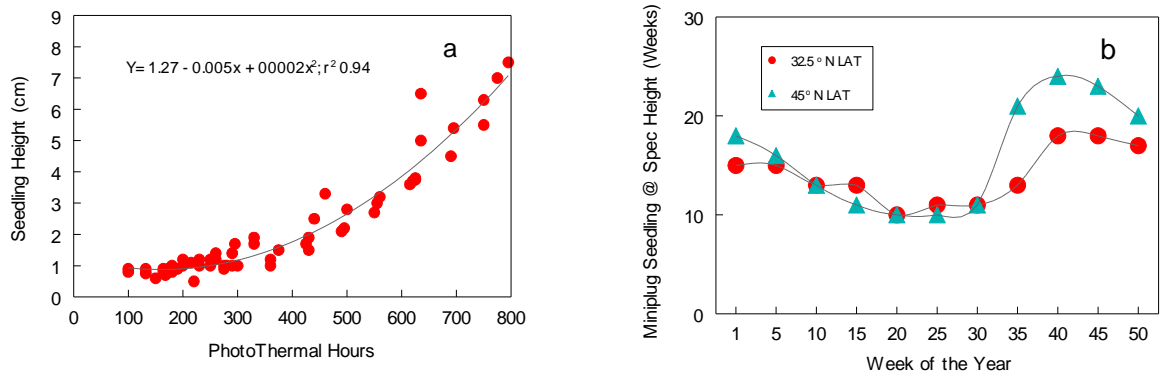 a
Y= 1.27 - 0.005x + 00002x²; r² 0.94
9
8
7
6
5
4
3
2
1
0
Seedling Height (cm)
0 100 200 300 400 500 600 700 800
PhotoThermal Hours
b
32.5 ° N LAT
45° N LAT
30
20
10
0
Miniplug Seedling @ Spec Height (Weeks)
1 5 10 15 20 25 30 35 40 45 50
Week of the Year